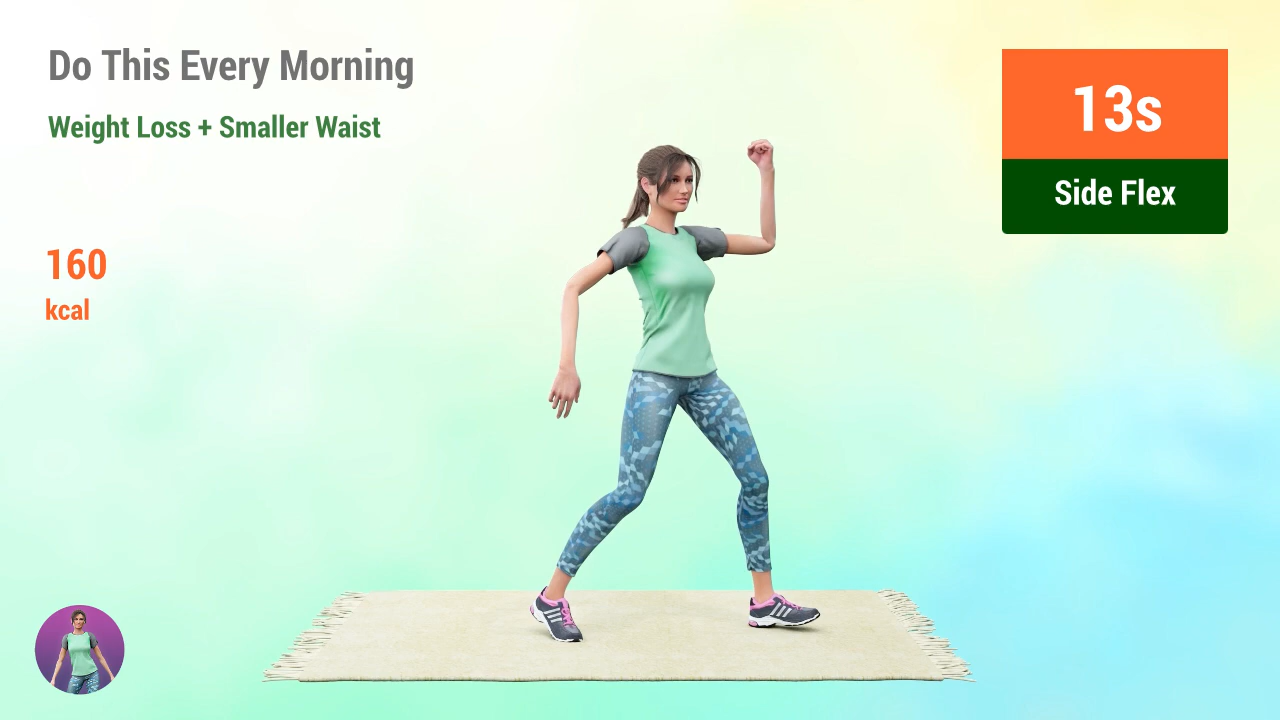 Do This Every Morning
Weight Loss + Smaller Waist
13s
Side Flex
160
kcal